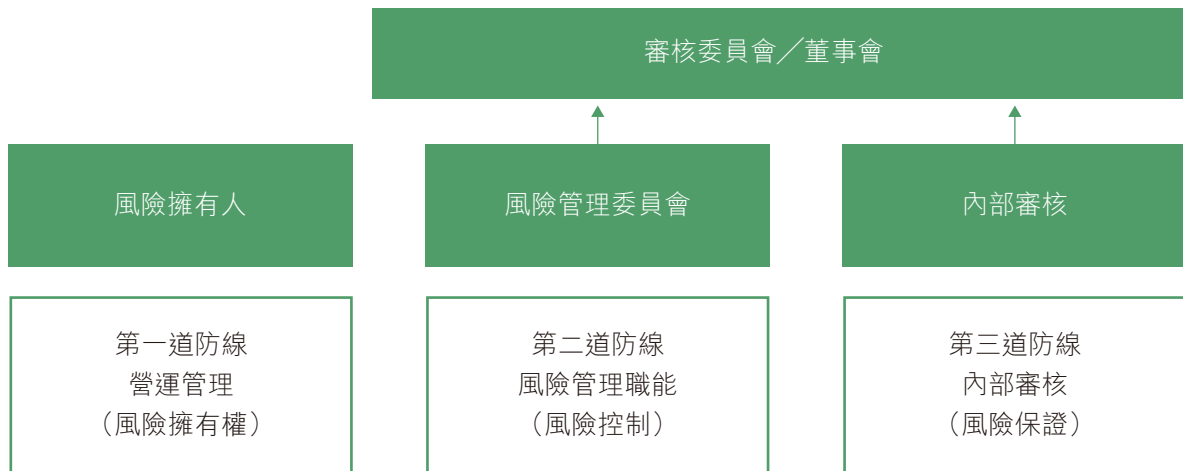 審核委員會╱董事會
風險擁有人
風險管理委員會
內部審核
第一道防線
營運管理
（風險擁有權）
第二道防線
風險管理職能
（風險控制）
第三道防線
內部審核
（風險保證）